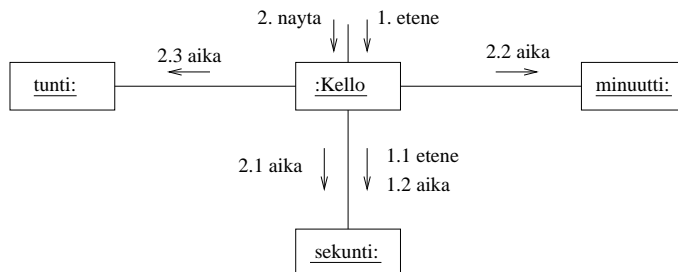 2. nayta
1. etene
2.3 aika
2.2 aika
tunti:
:Kello
minuutti:
2.1 aika
1.1 etene
1.2 aika
sekunti: